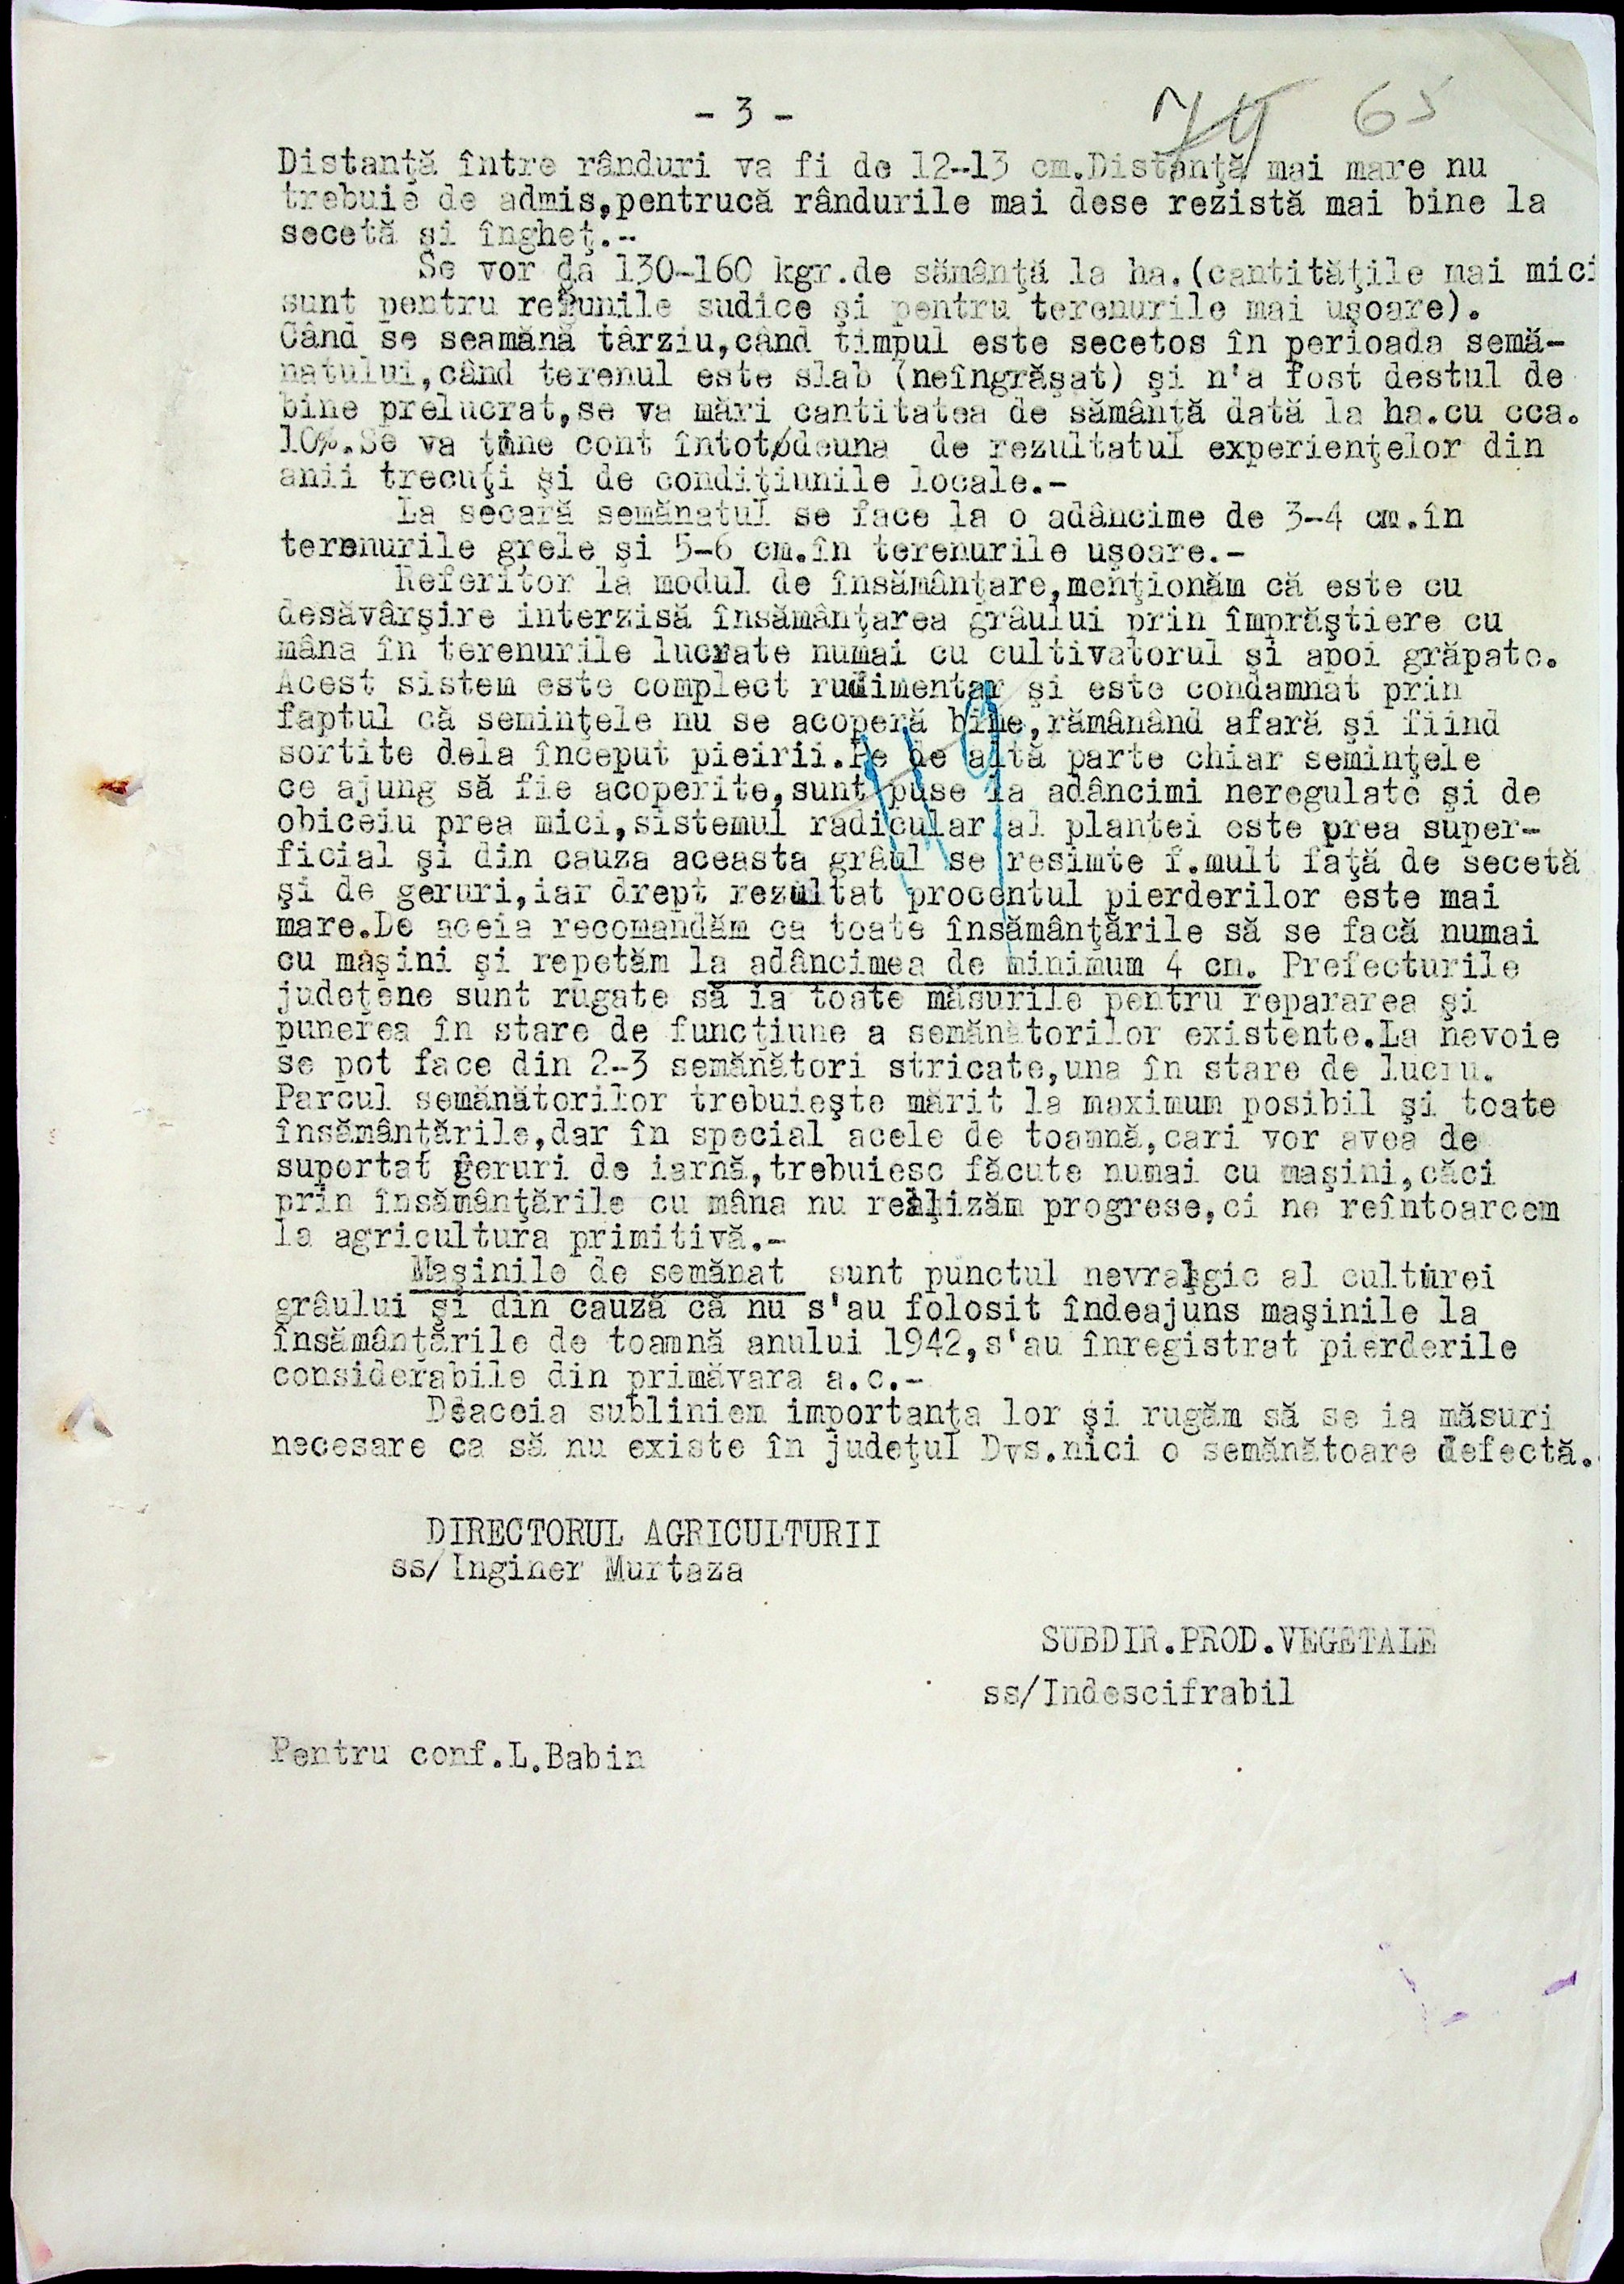 - 3 -
74 65
Distanţă între rânduri va fi de 12--13 cm.Distanţă mai mare nu
trebuie de admis,pentrucă rândurile mai dese rezistă mai bine la
secetă şi îngheţ.--
Se vor da 130-160 kgr.de sămânţă la ha.(cantităţile mai mici
sunt pentru regunile sudice şi pentru terenurile mai uşoare).
Când se seamănă târziu,când timpul este secetos în perioada semă-
natului,când terenul este slab (neîngrăşat) şi n'a fost destul de
bine prelucrat,se va mări cantitatea de sămânţă dată la ha.cu cca.
10%.Se va ţine cont întotodeuna de rezultatul experienţelor din
anii trecuţi şi de condiţiunile locale.-
La secară semănatul se face la o adâncime de 3-4 cm.în
terenurile grele şi 5-6 cm.în terenurile uşoare.-
Referitor la modul de însămânţare,menţionăm că este cu
desăvârşire interzisă însămânţarea grâului prin împrăştiere cu
mâna în terenurile lucrate numai cu cultivatorul şi apoi grăpate.
Acest sistem este complect rudimentar şi este condamnat prin
faptul că seminţele nu se acoperă bine,rămânând afară şi fiind
sortite dela început pieirii.Pe de altă parte chiar seminţele
ce ajung să fie acoperite,sunt puse la adâncimi neregulate şi de
obiceiu prea mici,sistemul radicular al plantei este prea super-
ficial şi din cauza aceasta grâul se resimte f.mult faţă de secetă
şi de geruri,iar drept rezultat procentul pierderilor este mai
mare.De aceia recomandăm ca toate însămânţările să se facă numai
cu maşini şi repetăm la adâncimea de minimum 4 cm. Prefecturile
judeţene sunt rugate să ia toate măsurile pentru repararea şi
punerea în stare de funcţiune a semănătorilor existente.La nevoie
se pot face din 2--3 semănători stricate,una în stare de lucru.
Parcul semănătorilor trebuieşte mărit la maximum posibil şi toate
însămânţările,dar în special acele de toamnă,cari vor avea de
suportat geruri de iarnă,trebuiesc făcute numai cu maşini,căci
prin însămânţările cu mâna nu realizăm progrese,ci ne reîntoarcem
la agricultura primitivă.-
Maşinile de semănat sunt punctul nevralgic al culturei
grâului şi din cauză că nu s'au folosit îndeajuns maşinile la
însămânţările de toamnă anului 1942,s'au înregistrat pierderile
considerabile din primăvara a.c.-
Deaceia subliniem importanţa lor şi rugăm să se ia măsuri
necesare ca să nu existe în judeţul Dvs.nici o semănătoare defectă.
DIRECTORUL AGRICULTURII
ss/Inginer Murtaza
SUBDIR.PROD.VEGETALE
ss/Indescifrabil
Pentru conf.L.Babin